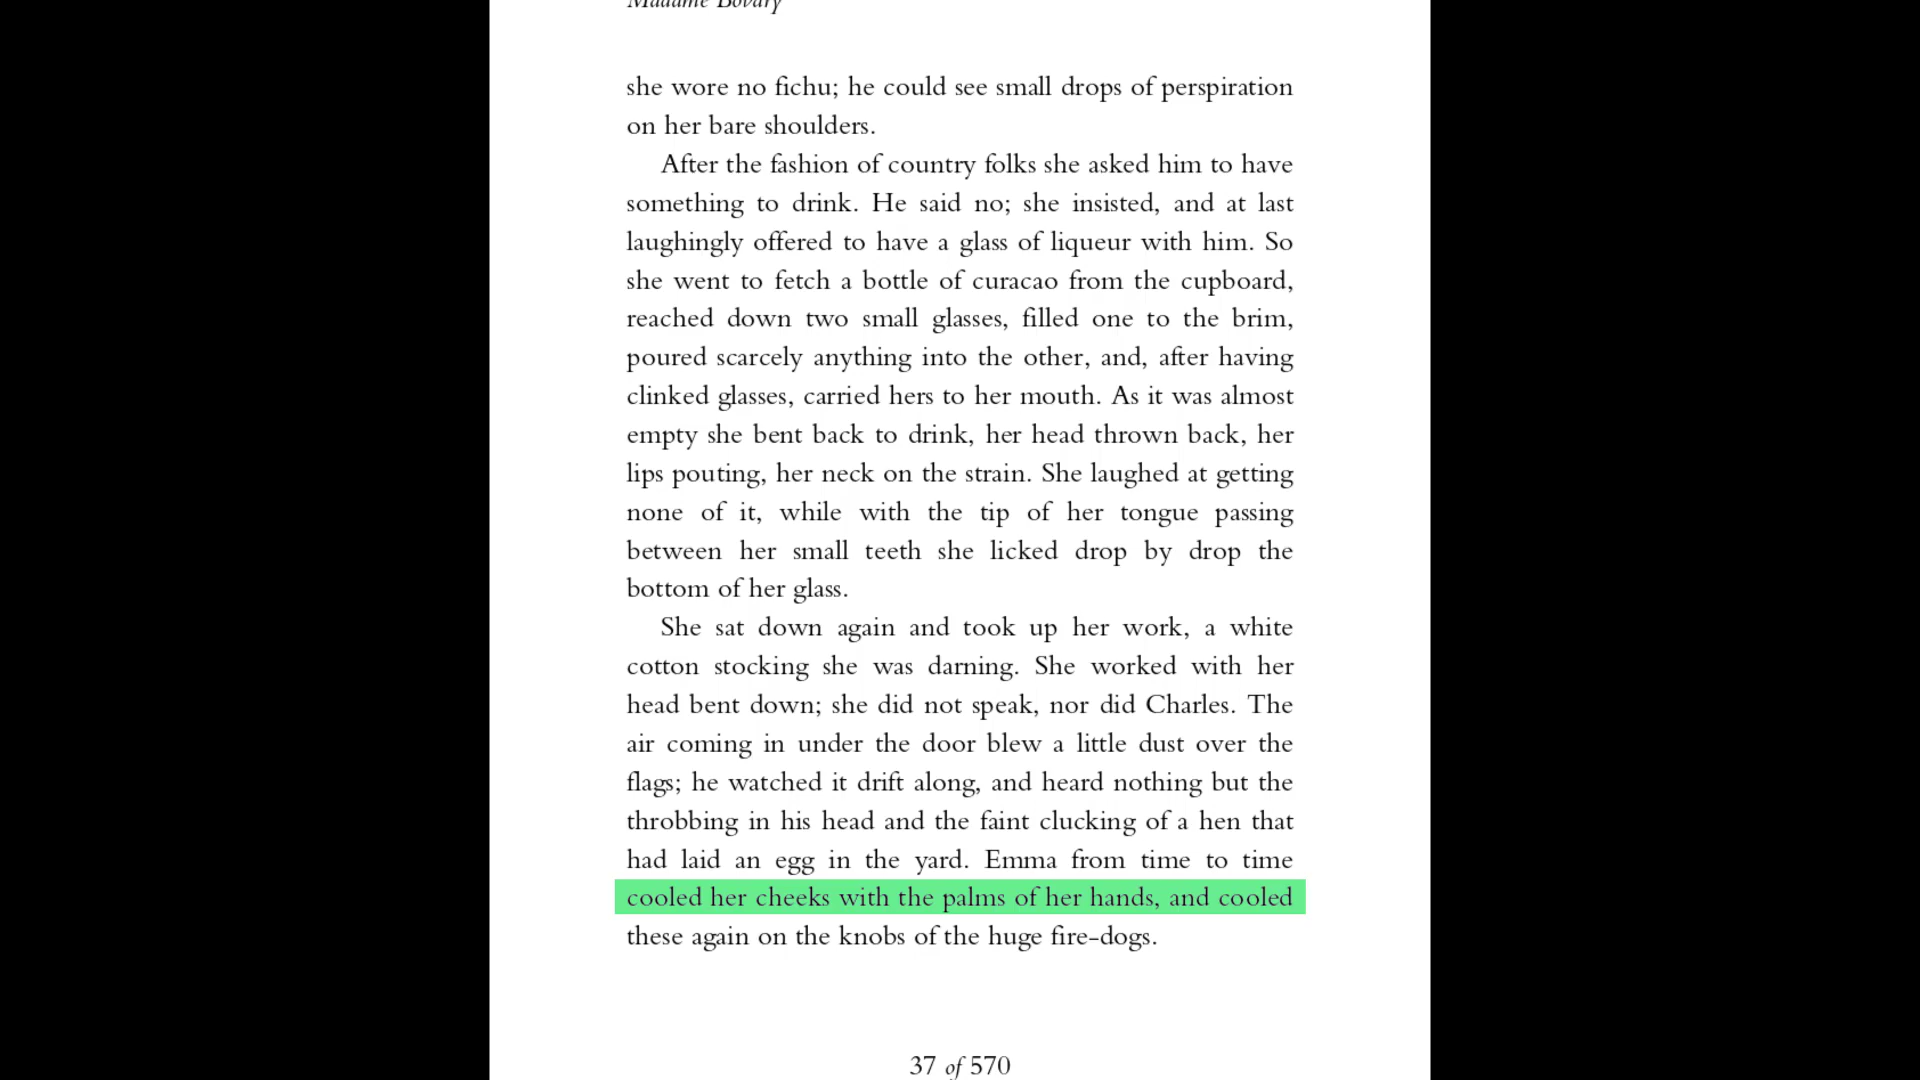 Madame Bovary
she wore no fichu; he could see small drops of perspiration
on her bare shoulders.
After the fashion of country folks she asked him to have
something to drink. He said no; she insisted, and at last
laughingly offered to have a glass of liqueur with him. So
she went to fetch a bottle of curacao from the cupboard,
reached down two small glasses, filled one to the brim,
poured scarcely anything into the other, and, after having
clinked glasses, carried hers to her mouth. As it was almost
empty she bent back to drink, her head thrown back, her
lips pouting, her neck on the strain. She laughed at getting
none of it, while with the tip of her tongue passing
between her small teeth she licked drop by drop the
bottom of her glass.
She sat down again and took up her work, a white
cotton stocking she was darning. She worked with her
head bent down; she did not speak, nor did Charles. The
air coming in under the door blew a little dust over the
flags; he watched it drift along, and heard nothing but the
throbbing in his head and the faint clucking of a hen that
had laid an egg in the yard. Emma from time to time
cooled her cheeks with the palms of her hands, and cooled
these again on the knobs of the huge fire-dogs.
37 of 570